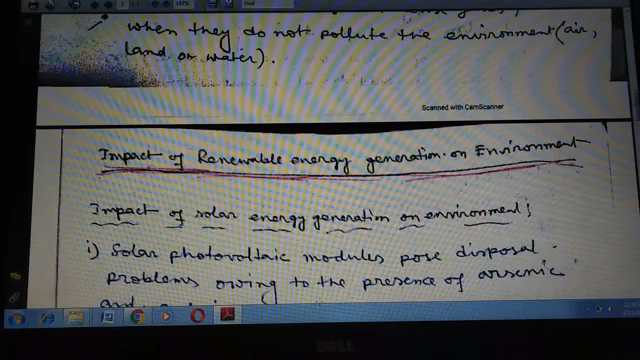 when they do not pollute the environment (air,
land or water).
Scanned with CamScanner
Impact of Renewable energy generation on Environment
Impact of solar energy generation on environment;
i) Solar photovoltaic modules pose disposal
problems owing to the presence of arsenic
and
DELL